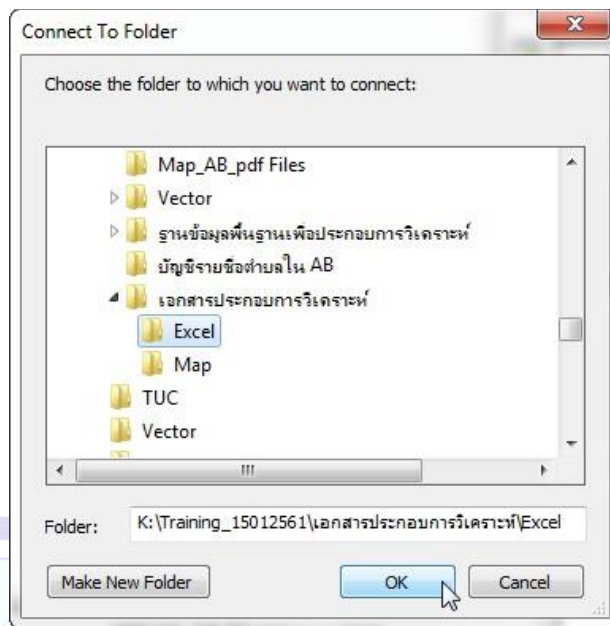 Connect To Folder
Choose the folder to which you want to connect:
Map_AB_pdf Files
Vector
ฐานข้อมูลพื้นฐานเพื่อประกอบการวิเคราะห์
บัญชีรายชื่อตำบลใน AB
เอกสารประกอบการวิเคราะห์
Excel
Map
TUC
Vector
Folder: K:\Training_15012561\เอกสารประกอบการวิเคราะห์\Excel
Make New Folder OK Cancel